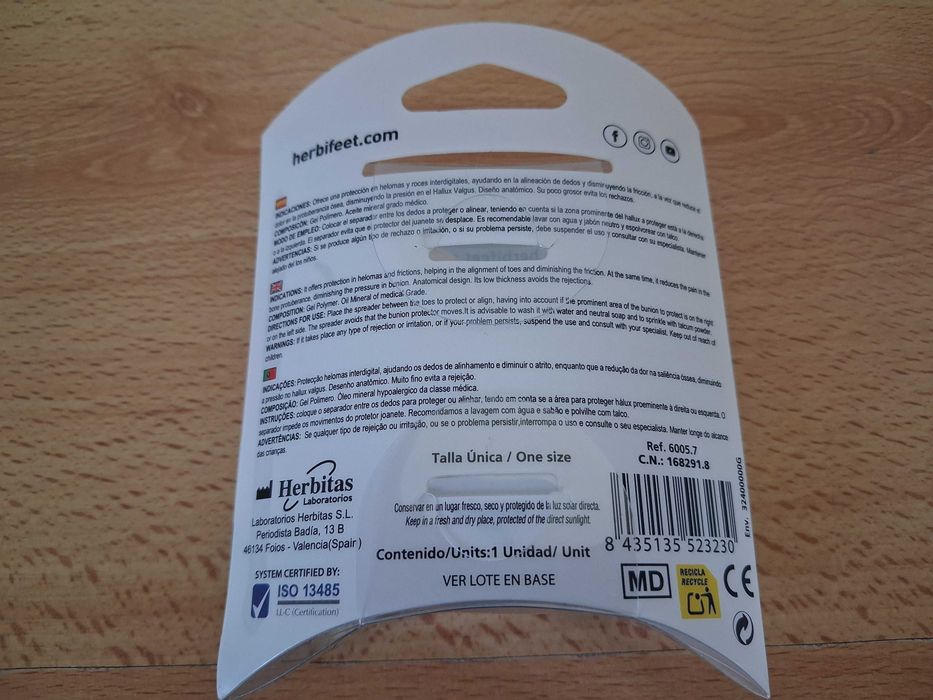 herbifeet.com
INDICACIONES: Ofrece una protección en helomas y roces interdigitales, ayudando en la alineación de dedos y disminuyendo la fricción, a la vez que reduce el
dolor en la protuberancia ósea, disminuyendo la presión en el Hallux Valgus. Diseño anatómico. Su poco grosor evita los rechazos.
COMPOSICÓN: Gel Polimero. Aceite mineral grado médico.
MODO DE EMPLEO: Colocar el separador entre los dedos a proteger o alinear, teniendo en cuenta si la zona prominente del hallux a proteger está a la derecha
o a la izquierda. El separador evita que el protector del juanete se desplace. Es recomendable lavar con agua y jabón neutro y espolvorear con talco.
ADVERTENCIAS: Si se produce algún tipo de rechazo o irritación, o si su problema persiste, debe suspender el uso y consultar con su especialista. Mantener
alejado del los niños.
INDICATIONS: It offers protection in helomas and frictions, helping in the alignment of toes and diminishing the friction. At the same time, it reduces the pain in the
bone protuberance, diminishing the pressure in bunion. Anatomical design. Its low thickness avoids the rejections.
COMPOSITION: Gel Polymer. Oil Mineral of medical Grade.
DIRECTIONS FOR USE: Place the spreader between the toes to protect or align, having into account if the prominent area of the bunion to protect is on the right
or on the left side. The spreader avoids that the bunion protector moves.It is advisable to wash it with water and neutral soap and to sprinkle with talcum powder.
WARNINGS: If it takes place any type of rejection or irritation, or if your problem persists, suspend the use and consult with your specialist. Keep out of reach of
children.
INDICAÇÕES: Protecção helomas interdigital, ajudando os dedos de alinhamento e diminuir o atrito, enquanto que a redução da dor na saliência óssea, diminuindo
a pressão no hallux valgus. Desenho anatômico. Muito fino evita a rejeição.
COMPOSIÇÃO: Gel Polimero. Óleo mineral hypoalergico da classe médica.
INSTRUÇÕES: coloque o separador entre os dedos para proteger ou alinhar, tendo em conta se a área para proteger hálux proeminente à direita ou esquerda. O
separador impede os movimentos do protetor joanete. Recomendamos a lavagem com água e sabão e polvilhe com talco.
ADVERTÊNCIAS: Se qualquer tipo de rejeição ou irritação, ou se o problema persistir,interrompa o uso e consulte o seu especialista. Manter longe do alcance
das crianças.
Ref. 6005.7
C.N.: 168291.8
Talla Única / One size
Herbitas
Laboratorios
Laboratorios Herbitas S.L.
Periodista Badía, 13 B
46134 Foios - Valencia(Spain)
Conservar en un lugar fresco, seco y protegido de la luz solar directa.
Keep in a fresh and dry place, protected of the direct sunlight.
Contenido/Units:1 Unidad/ Unit
VER LOTE EN BASE
8 435135 523230
Env. 32400000G
SYSTEM CERTIFIED BY:
ISO 13485
LL-C (Certification)
MD
RECICLA
RECYCLE
CE